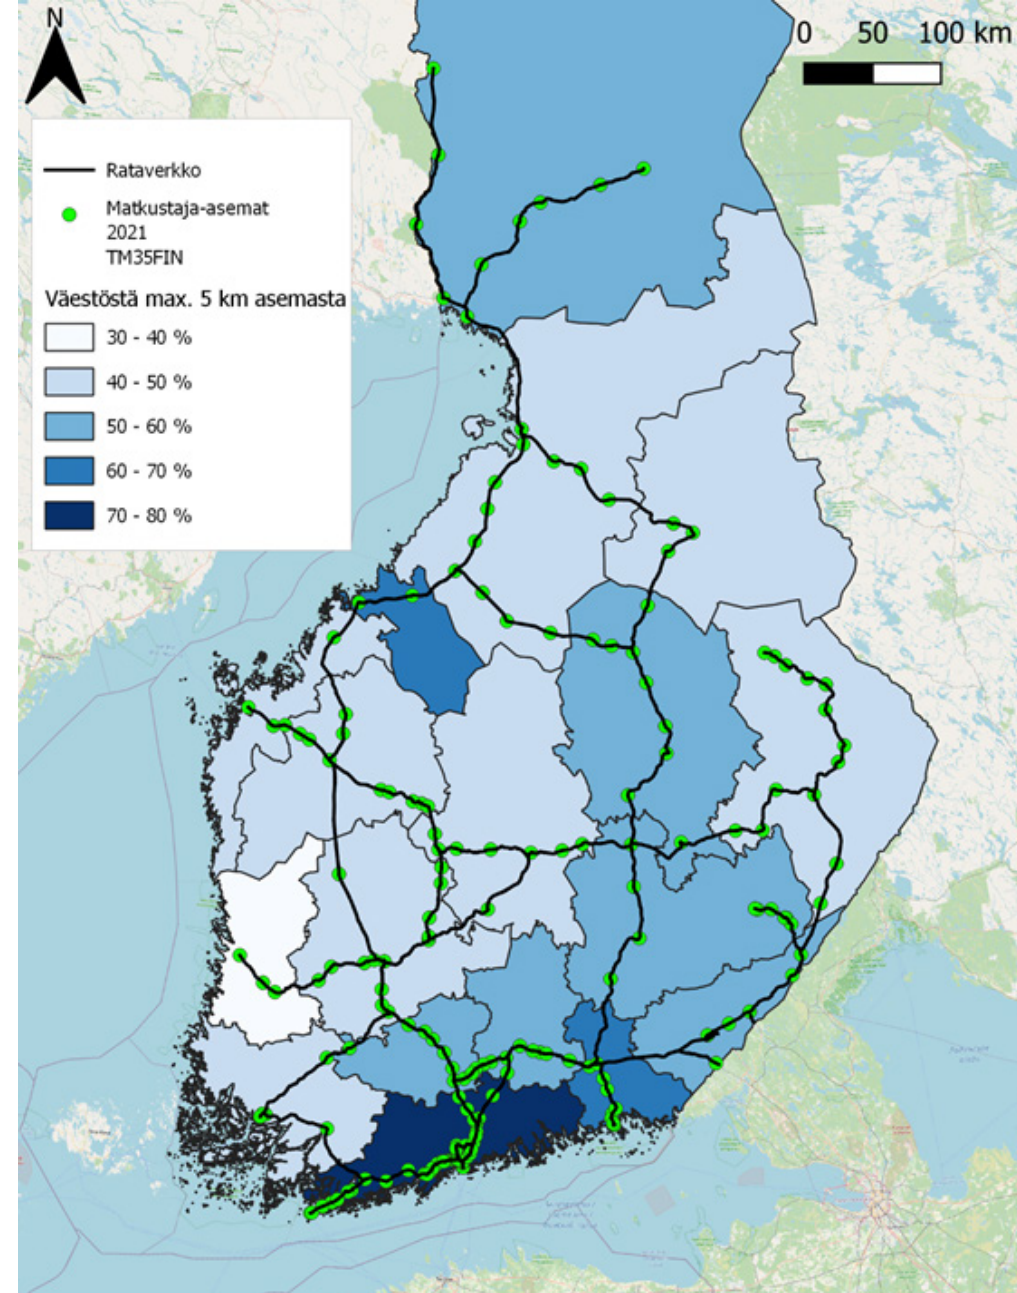 N
0 50 100 km
Rataverkko
Matkustaja-asemat
2021
TM35FIN
Väestöstä max. 5 km asemasta
30 - 40 %
40 - 50 %
50 - 60 %
60 - 70 %
70 - 80 %